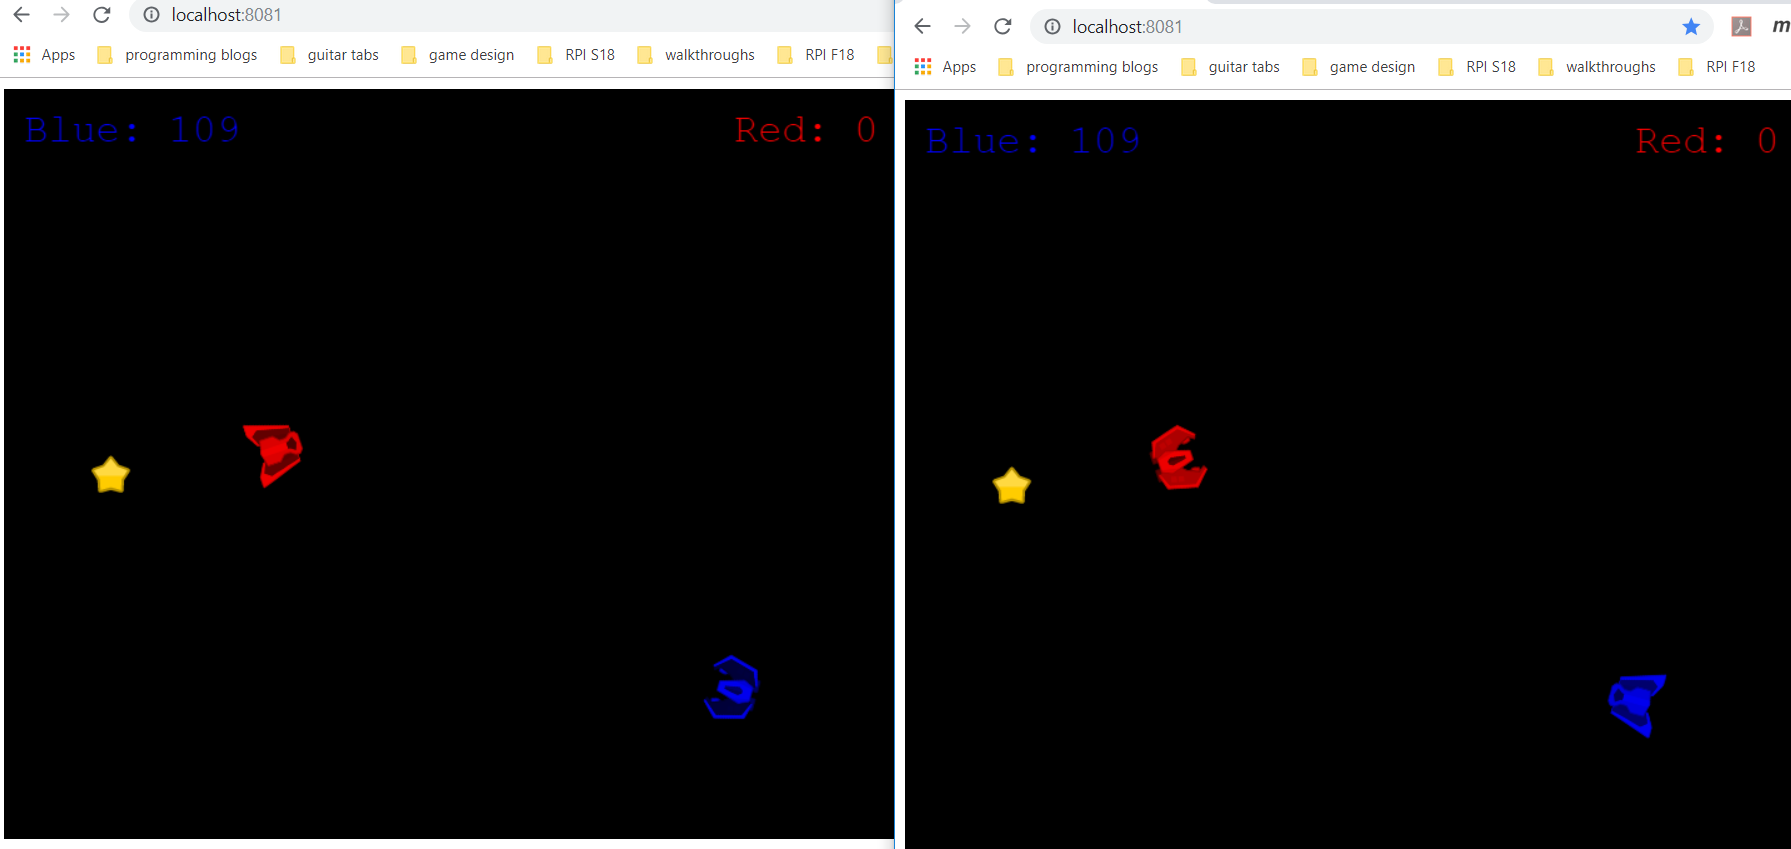 localhost:8081
Apps programming blogs guitar tabs game design RPI S18 walkthroughs RPI F18
Blue: 109 Red: 0
localhost:8081 m
Apps programming blogs guitar tabs game design RPI S18 walkthroughs RPI F18
Blue: 109 Red: 0